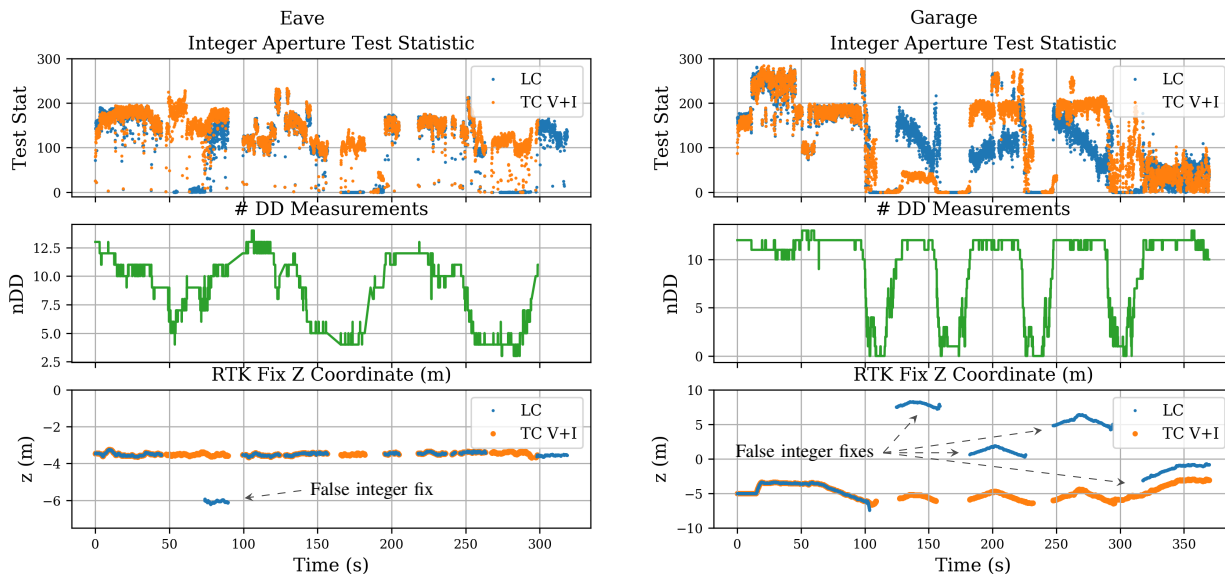 Eave
Integer Aperture Test Statistic
300
200
100
0
Test Stat
LC
TC V+I
# DD Measurements
12.5
10.0
7.5
5.0
2.5
nDD
RTK Fix Z Coordinate (m)
0
−2
−4
−6
z (m)
LC
TC V+I
False integer fix
0 50 100 150 200 250 300
Time (s)
Garage
Integer Aperture Test Statistic
300
200
100
0
Test Stat
LC
TC V+I
# DD Measurements
10
5
0
nDD
RTK Fix Z Coordinate (m)
10
5
0
−5
−10
z (m)
LC
TC V+I
False integer fixes
0 50 100 150 200 250 300 350
Time (s)